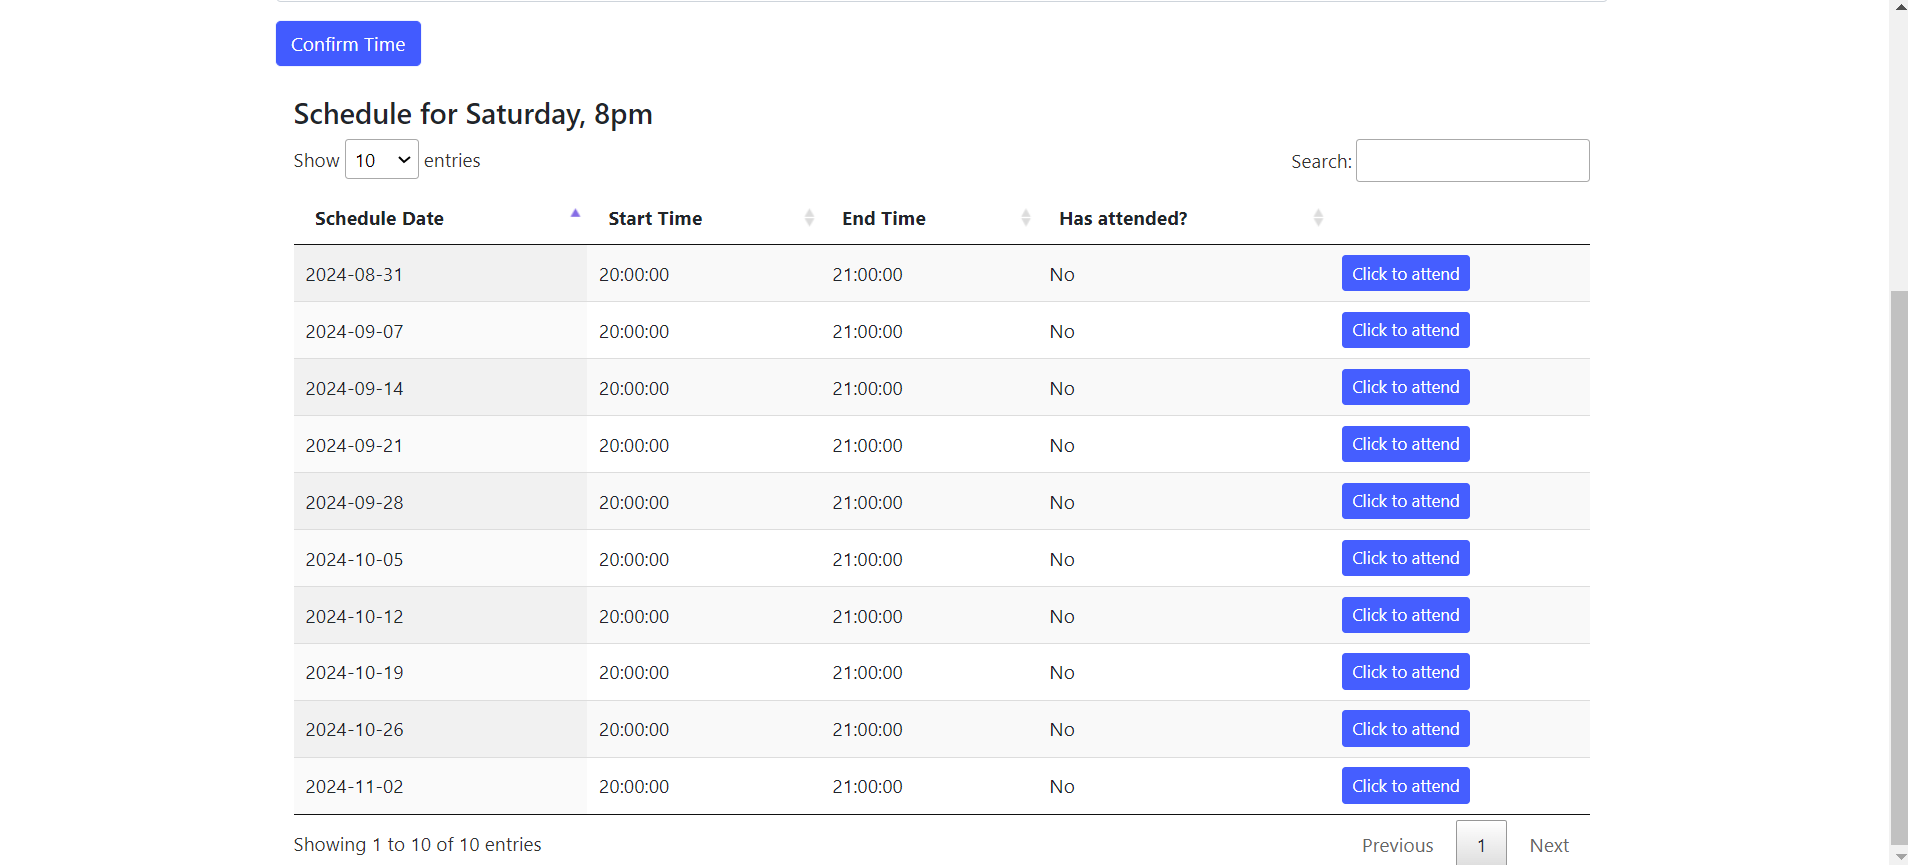 Confirm Time
Schedule for Saturday, 8pm
Show 10 entries Search:
Schedule Date Start Time End Time Has attended?
2024-08-31 20:00:00 21:00:00 No Click to attend
2024-09-07 20:00:00 21:00:00 No Click to attend
2024-09-14 20:00:00 21:00:00 No Click to attend
2024-09-21 20:00:00 21:00:00 No Click to attend
2024-09-28 20:00:00 21:00:00 No Click to attend
2024-10-05 20:00:00 21:00:00 No Click to attend
2024-10-12 20:00:00 21:00:00 No Click to attend
2024-10-19 20:00:00 21:00:00 No Click to attend
2024-10-26 20:00:00 21:00:00 No Click to attend
2024-11-02 20:00:00 21:00:00 No Click to attend
Showing 1 to 10 of 10 entries Previous 1 Next